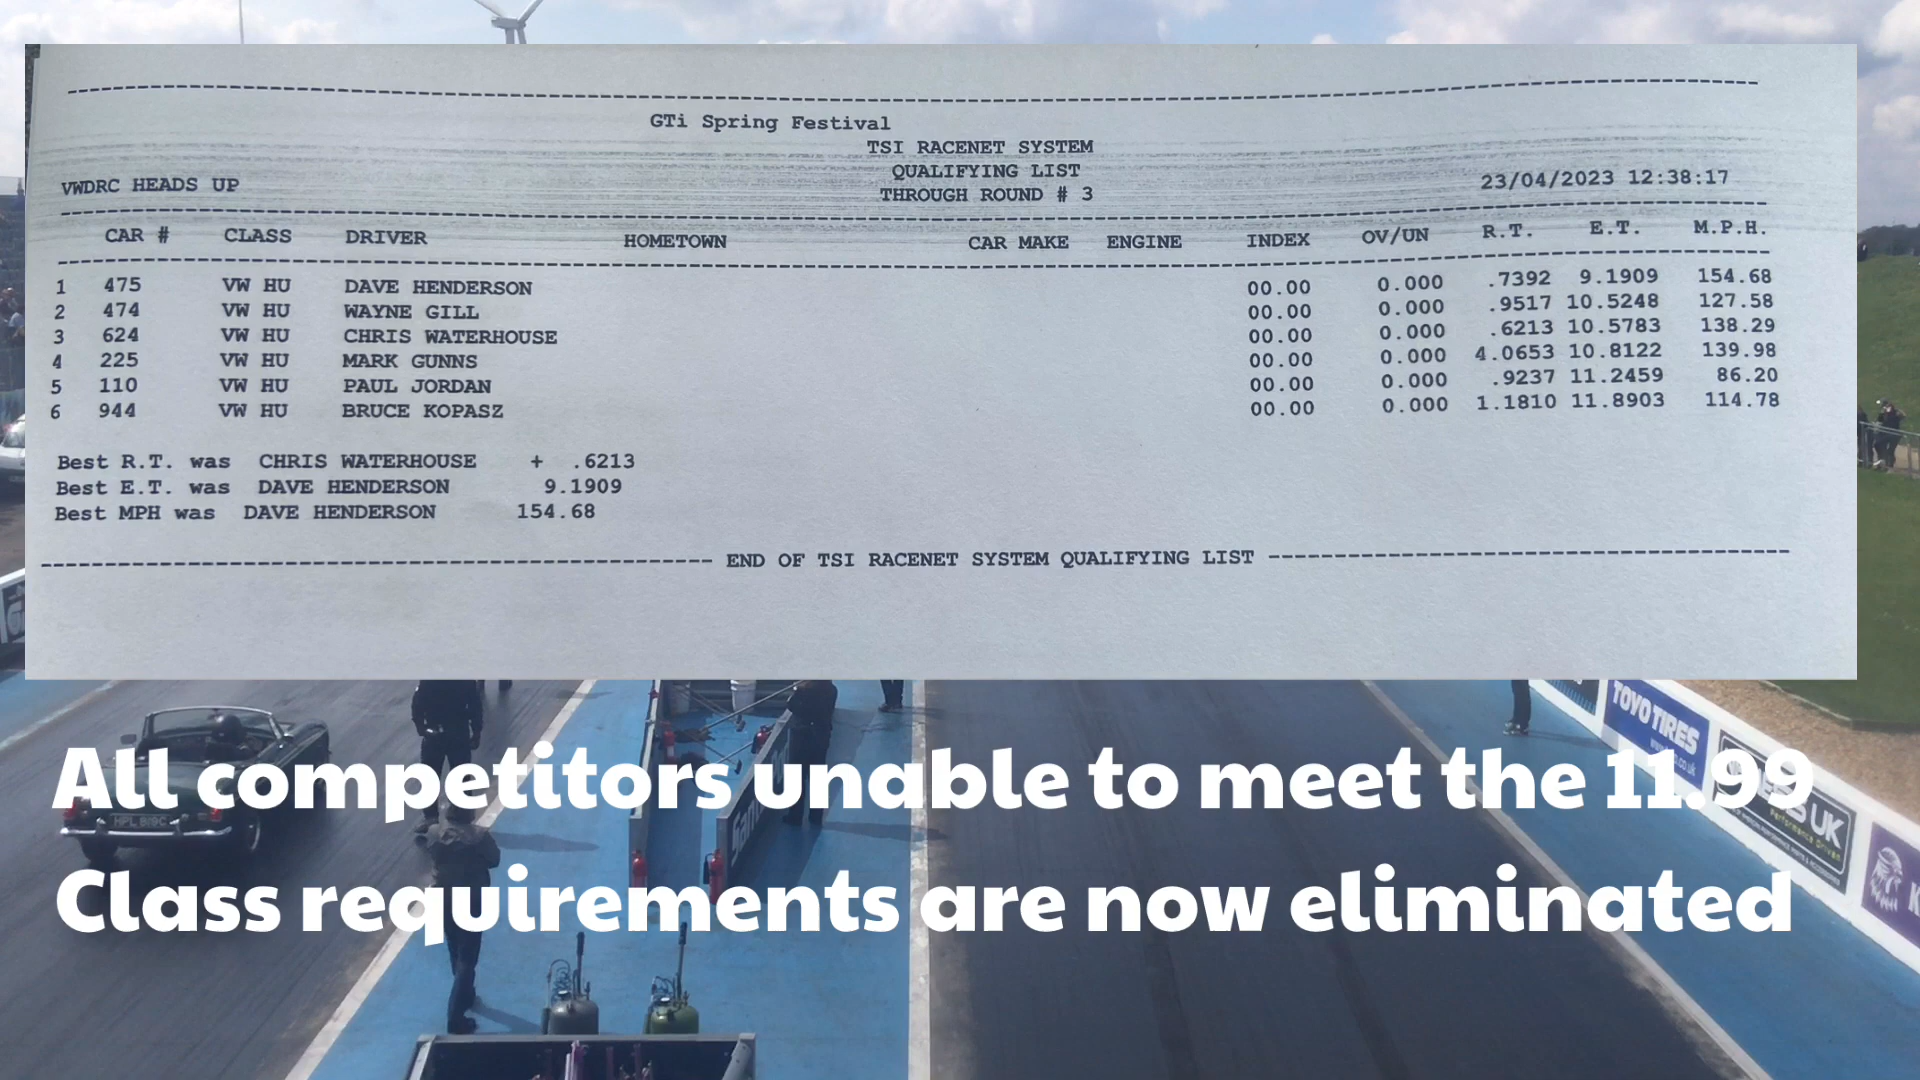 GTi Spring Festival
TSI RACENET SYSTEM
QUALIFYING LIST
THROUGH ROUND # 3
VWDRC HEADS UP 23/04/2023 12:38:17
CAR # CLASS DRIVER HOMETOWN CAR MAKE ENGINE INDEX OV/UN R.T. E.T. M.P.H.
1 475 VW HU DAVE HENDERSON 00.00 0.000 .7392 9.1909 154.68
2 474 VW HU WAYNE GILL 00.00 0.000 .9517 10.5248 127.58
3 624 VW HU CHRIS WATERHOUSE 00.00 0.000 .6213 10.5783 138.29
4 225 VW HU MARK GUNNS 00.00 0.000 4.0653 10.8122 139.98
5 110 VW HU PAUL JORDAN 00.00 0.000 .9237 11.2459 86.20
6 944 VW HU BRUCE KOPASZ 00.00 0.000 1.1810 11.8903 114.78
Best R.T. was CHRIS WATERHOUSE + .6213
Best E.T. was DAVE HENDERSON 9.1909
Best MPH was DAVE HENDERSON 154.68
END OF TSI RACENET SYSTEM QUALIFYING LIST
TOYO TIRES
All competitors unable to meet the 11.99
Class requirements are now eliminated
UK